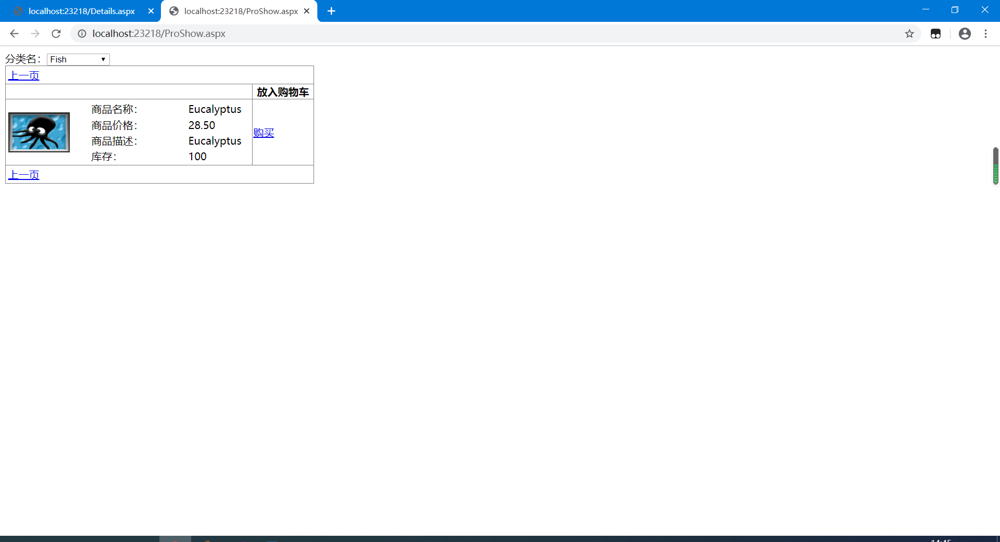 localhost:23218/Details.aspx
localhost:23218/ProShow.aspx
localhost:23218/ProShow.aspx
分类名： Fish
上一页
放入购物车
商品名称： Eucalyptus
商品价格： 28.50
商品描述： Eucalyptus
库存： 100
购买
上一页